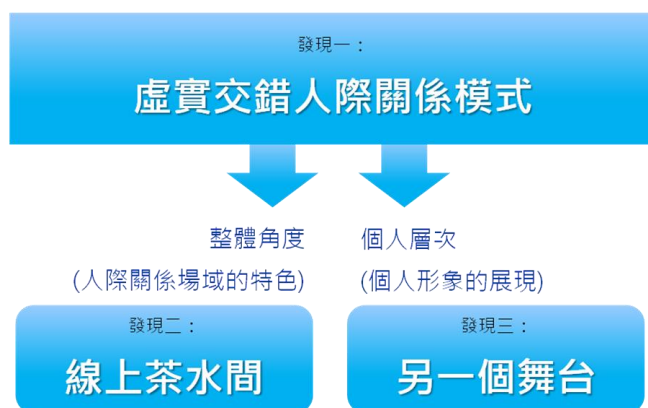 發現一：
虛實交錯人際關係模式
整體角度
(人際關係場域的特色)
個人層次
(個人形象的展現)
發現二：
線上茶水間
發現三：
另一個舞台